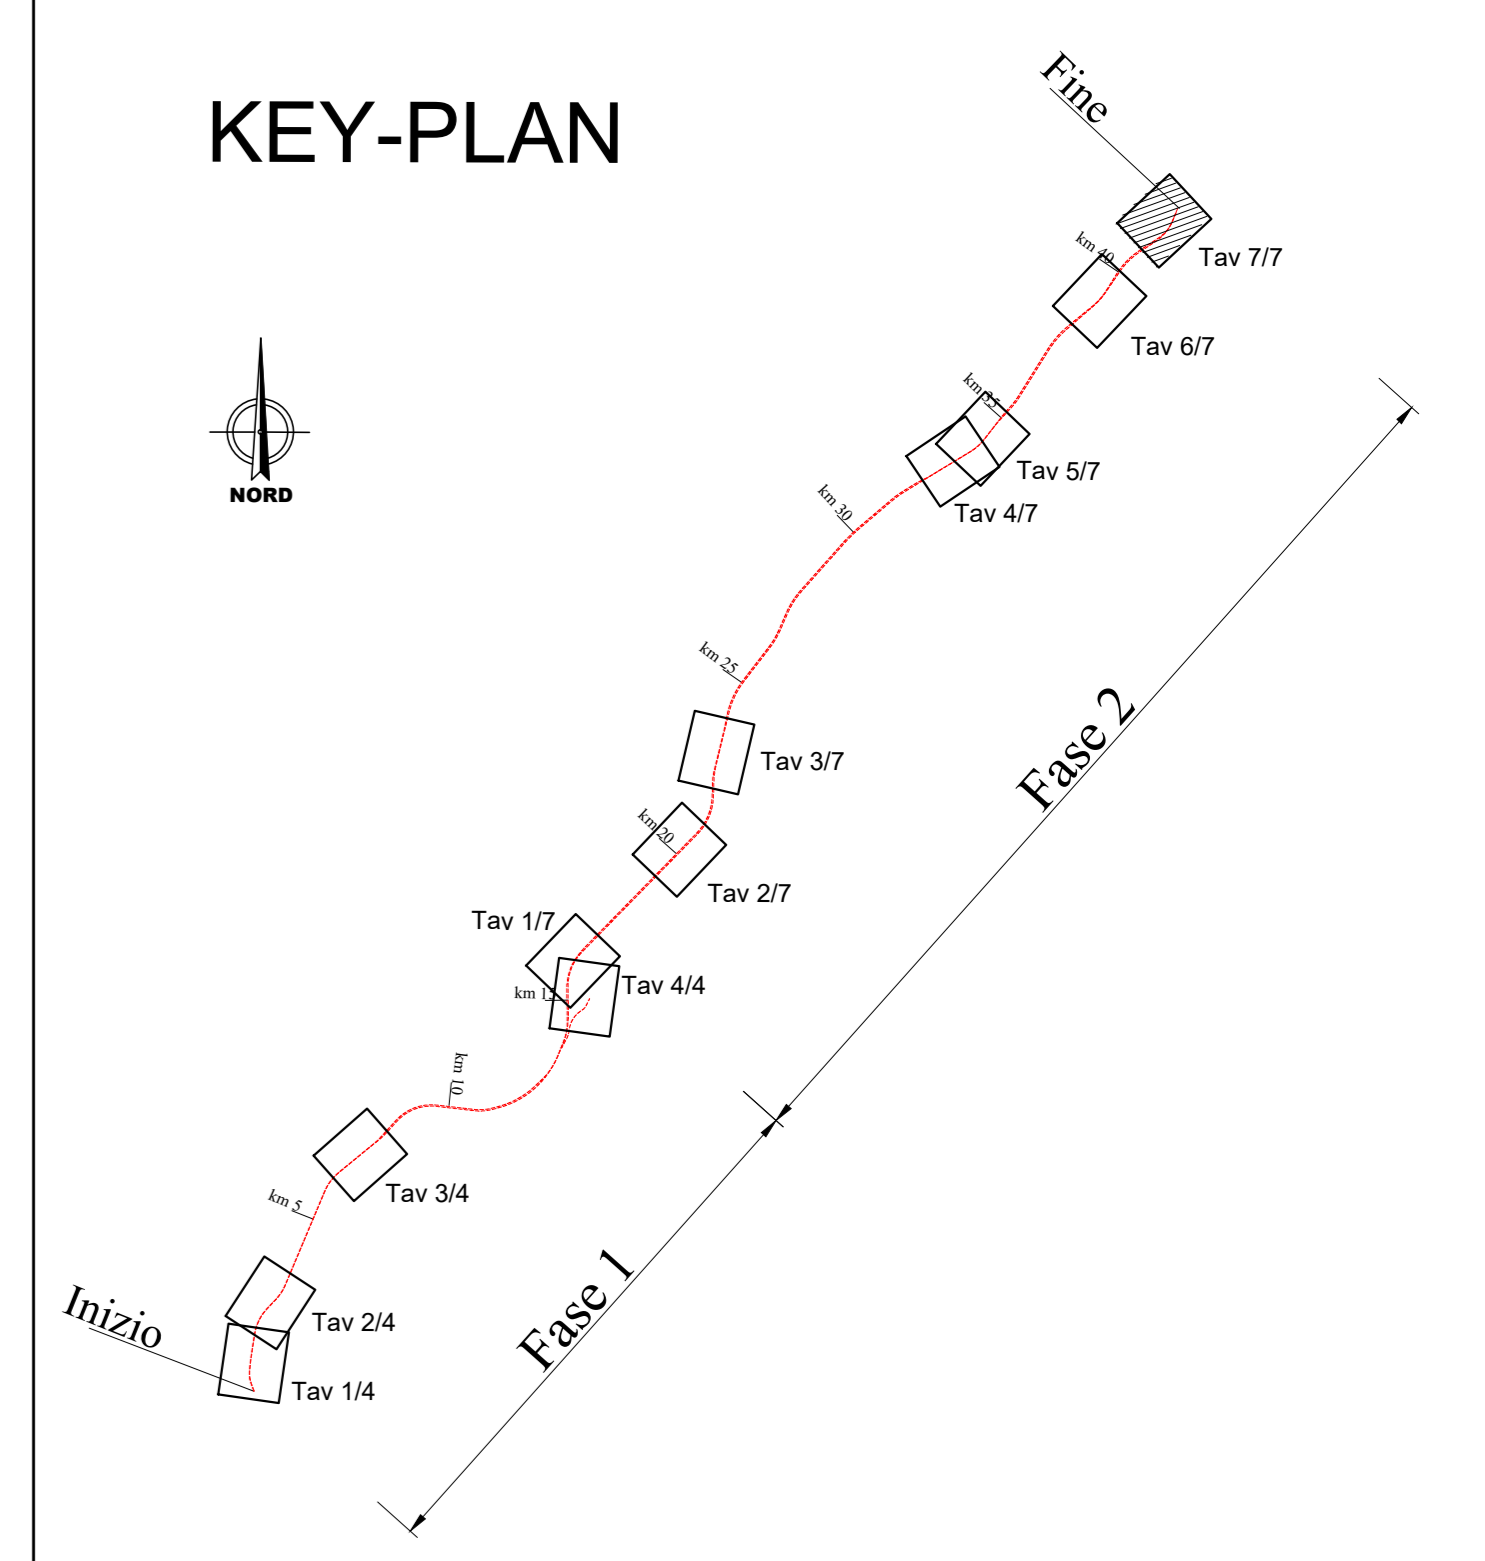 KEY-PLAN
Fine
Tav 7/7
km 40
Tav 6/7
NORD
km 35
Tav 5/7
Tav 4/7
km 30
km 25
Fase 2
Tav 3/7
km 20
Tav 2/7
Tav 1/7
Tav 4/4
km 15
km 10
Tav 3/4
km 5
Fase 1
Inizio
Tav 2/4
Tav 1/4